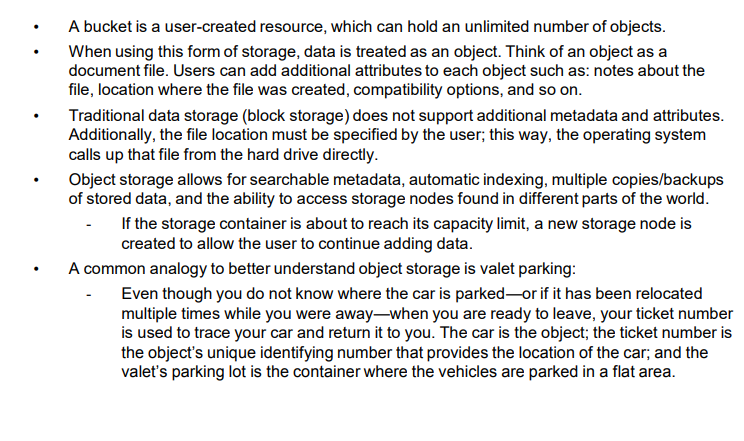 • A bucket is a user-created resource, which can hold an unlimited number of objects.
• When using this form of storage, data is treated as an object. Think of an object as a
document file. Users can add additional attributes to each object such as: notes about the
file, location where the file was created, compatibility options, and so on.
• Traditional data storage (block storage) does not support additional metadata and attributes.
Additionally, the file location must be specified by the user; this way, the operating system
calls up that file from the hard drive directly.
• Object storage allows for searchable metadata, automatic indexing, multiple copies/backups
of stored data, and the ability to access storage nodes found in different parts of the world.
- If the storage container is about to reach its capacity limit, a new storage node is
created to allow the user to continue adding data.
• A common analogy to better understand object storage is valet parking:
- Even though you do not know where the car is parked—or if it has been relocated
multiple times while you were away—when you are ready to leave, your ticket number
is used to trace your car and return it to you. The car is the object; the ticket number is
the object’s unique identifying number that provides the location of the car; and the
valet’s parking lot is the container where the vehicles are parked in a flat area.